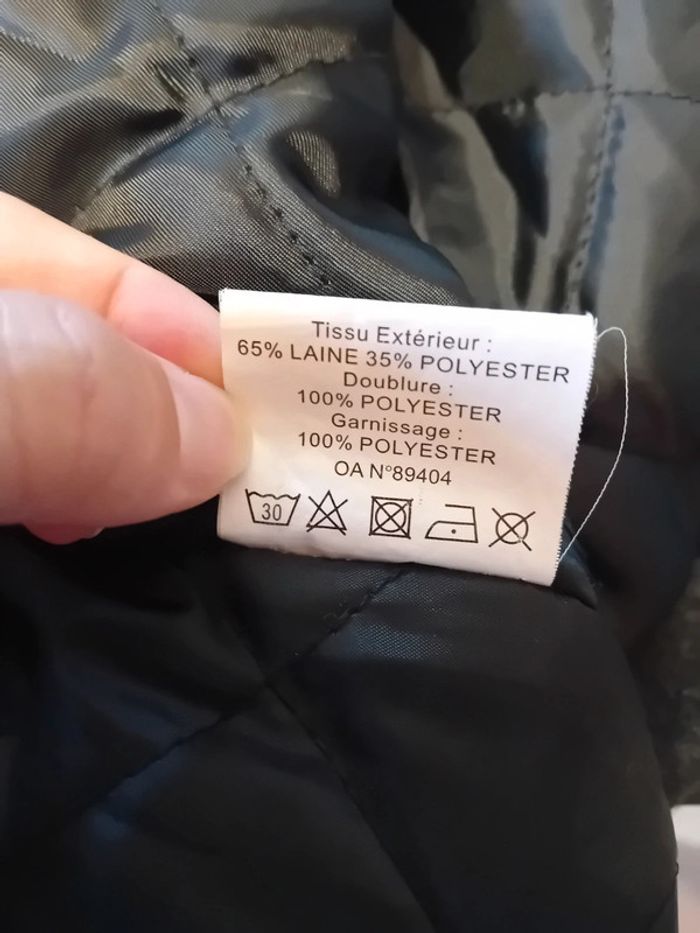 Tissu Extérieur :
65% LAINE 35% POLYESTER
Doublure :
100% POLYESTER
Garnissage :
100% POLYESTER
OA N°89404
30